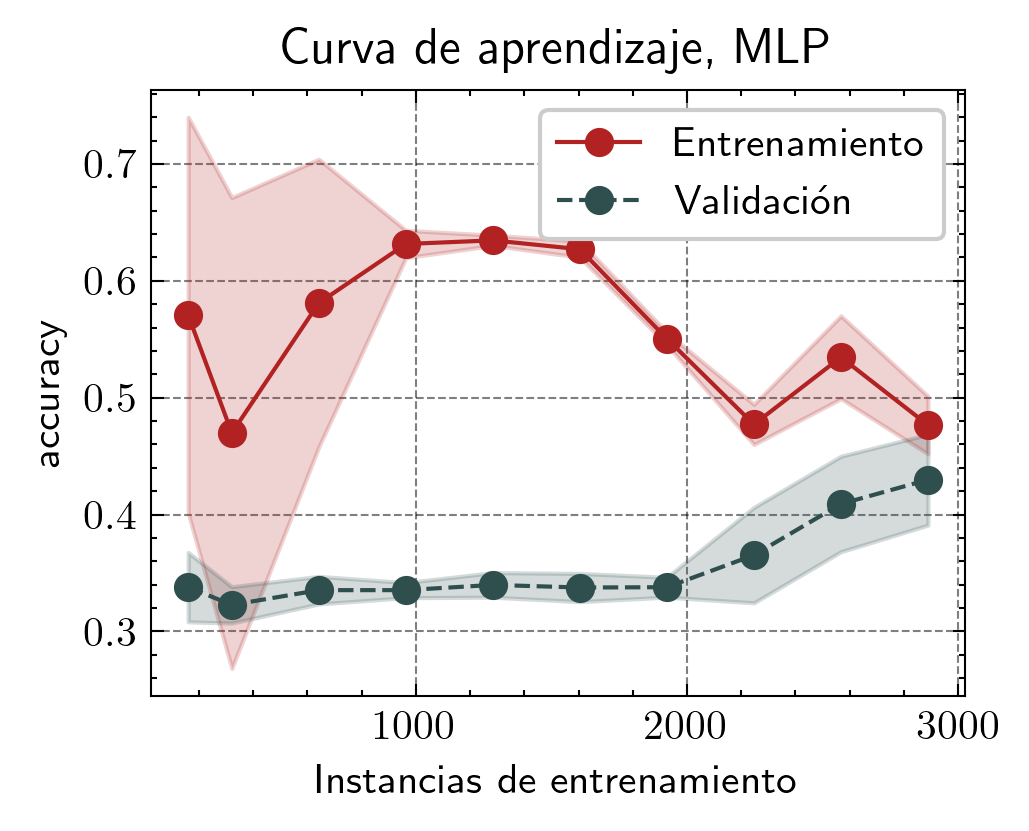 Curva de aprendizaje, MLP
Entrenamiento
Validación
accuracy
0.7
0.6
0.5
0.4
0.3
1000 2000 3000
Instancias de entrenamiento